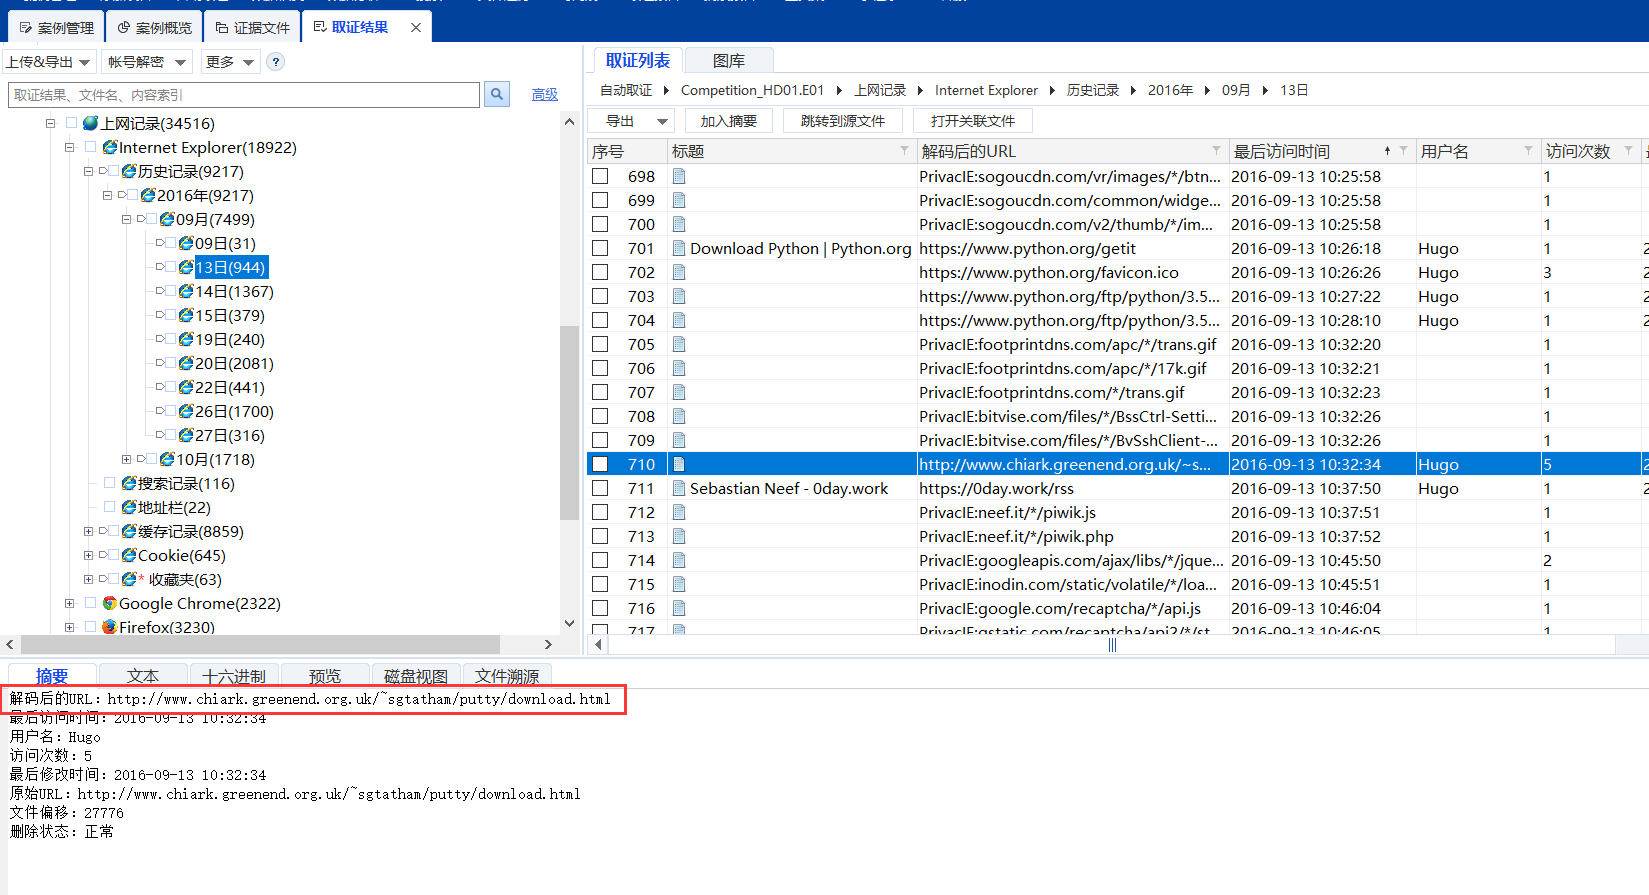 案例管理 案例概览 证据文件 取证结果
上传&导出 帐号解密 更多 ?
取证结果、文件名、内容索引 高级
上网记录(34516)
Internet Explorer(18922)
历史记录(9217)
2016年(9217)
09月(7499)
09日(31)
13日(944)
14日(1367)
15日(379)
19日(240)
20日(2081)
22日(441)
26日(1700)
27日(316)
10月(1718)
搜索记录(116)
地址栏(22)
缓存记录(8859)
Cookie(645)
* 收藏夹(63)
Google Chrome(2322)
Firefox(3230)
取证列表 图库
自动取证 Competition_HD01.E01 上网记录 Internet Explorer 历史记录 2016年 09月 13日
导出 加入摘要 跳转到源文件 打开关联文件
序号 标题 解码后的URL 最后访问时间 用户名 访问次数
698 PrivacIE:sogoucdn.com/vr/images/*/btn... 2016-09-13 10:25:58 1
699 PrivacIE:sogoucdn.com/common/widge... 2016-09-13 10:25:58 1
700 PrivacIE:sogoucdn.com/v2/thumb/*/im... 2016-09-13 10:25:58 1
701 Download Python | Python.org https://www.python.org/getit 2016-09-13 10:26:18 Hugo 1 2
702 https://www.python.org/favicon.ico 2016-09-13 10:26:26 Hugo 3 2
703 https://www.python.org/ftp/python/3.5... 2016-09-13 10:27:22 Hugo 1 2
704 https://www.python.org/ftp/python/3.5... 2016-09-13 10:28:10 Hugo 1 2
705 PrivacIE:footprintdns.com/apc/*/trans.gif 2016-09-13 10:32:20 1
706 PrivacIE:footprintdns.com/apc/*/17k.gif 2016-09-13 10:32:21 1
707 PrivacIE:footprintdns.com/*/trans.gif 2016-09-13 10:32:23 1
708 PrivacIE:bitvise.com/files/*/BssCtrl-Setti... 2016-09-13 10:32:26 1
709 PrivacIE:bitvise.com/files/*/BvSshClient-... 2016-09-13 10:32:26 1
710 http://www.chiark.greenend.org.uk/~s... 2016-09-13 10:32:34 Hugo 5 2
711 Sebastian Neef - 0day.work https://0day.work/rss 2016-09-13 10:37:50 Hugo 1 2
712 PrivacIE:neef.it/*/piwik.js 2016-09-13 10:37:51 1
713 PrivacIE:neef.it/*/piwik.php 2016-09-13 10:37:52 1
714 PrivacIE:googleapis.com/ajax/libs/*/jque... 2016-09-13 10:45:50 2
715 PrivacIE:inodin.com/static/volatile/*/loa... 2016-09-13 10:45:51 1
716 PrivacIE:google.com/recaptcha/*/api.js 2016-09-13 10:46:04 1
717 PrivacIE:gstatic.com/recaptcha/api2/*/st... 2016-09-13 10:46:05 1
摘要 文本 十六进制 预览 磁盘视图 文件溯源
解码后的URL：http://www.chiark.greenend.org.uk/~sgtatham/putty/download.html
最后访问时间：2016-09-13 10:32:34
用户名：Hugo
访问次数：5
最后修改时间：2016-09-13 10:32:34
原始URL：http://www.chiark.greenend.org.uk/~sgtatham/putty/download.html
文件偏移：27776
删除状态：正常